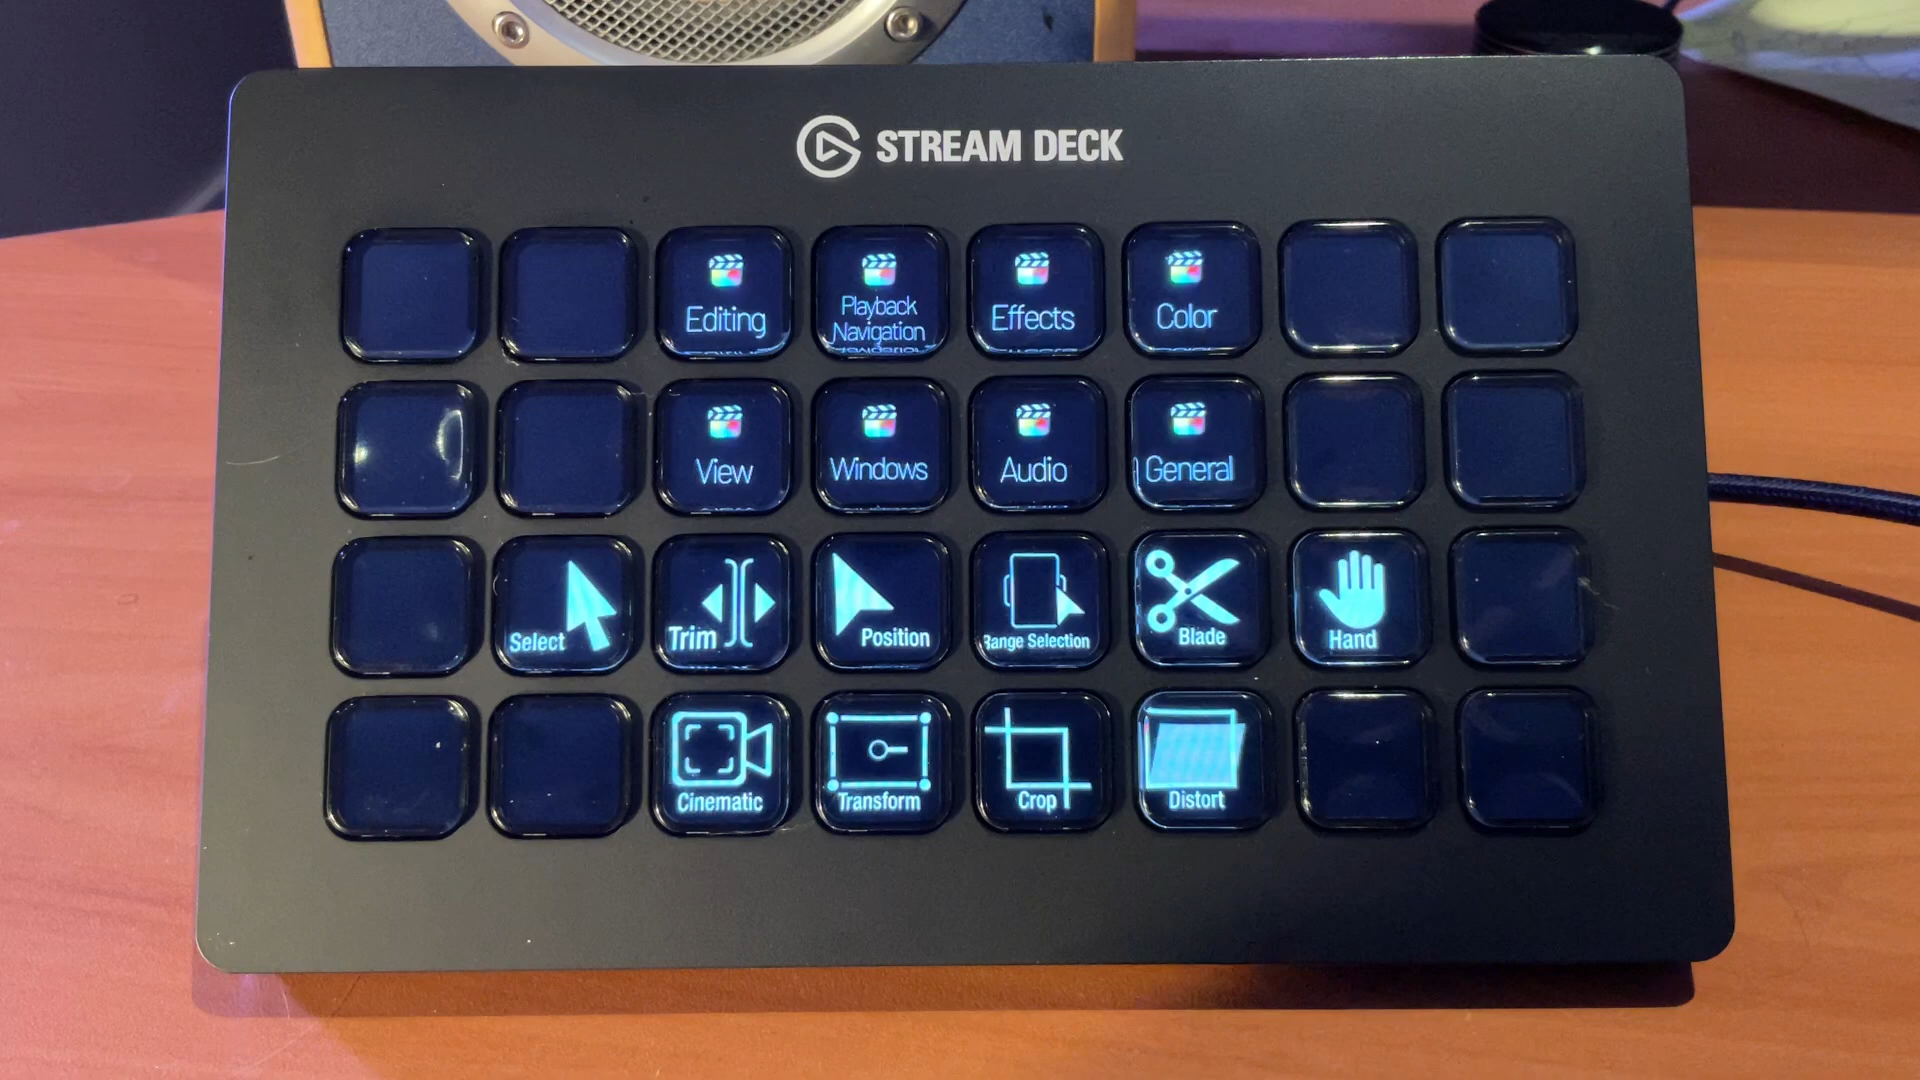 STREAM DECK
Editing
Playback
Navigation
Effects
Color
View
Windows
Audio
General
Select
Trim
Position
Range Selection
Blade
Hand
Cinematic
Transform
Crop
Distort